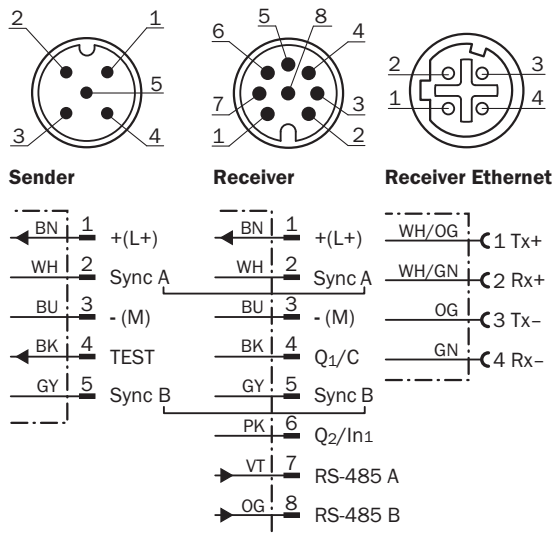 2 1 5 3 4
5 8 6 4 7 3 1 2
2 3 1 4
Sender
BN 1 +(L+)
WH 2 Sync A
BU 3 - (M)
BK 4 TEST
GY 5 Sync B
Receiver
BN 1 +(L+)
WH 2 Sync A
BU 3 - (M)
BK 4 Q1/C
GY 5 Sync B
PK 6 Q2/In1
VT 7 RS-485 A
OG 8 RS-485 B
Receiver Ethernet
WH/OG 1 Tx+
WH/GN 2 Rx+
OG 3 Tx–
GN 4 Rx–